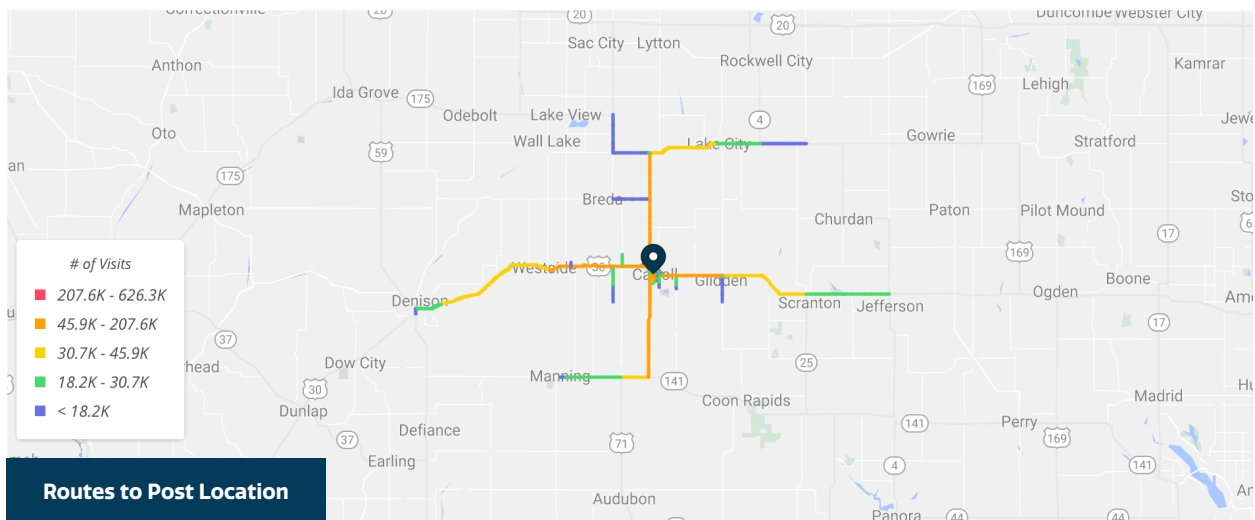 Correctionville
20
20
Duncombe
Webster City
Sac City
Lytton
20
Anthon
Rockwell City
Kamrar
169
Lehigh
Ida Grove
175
Odebolt
Lake View
4
Oto
Wall Lake
Lake City
Gowrie
Stratford
59
175
Mapleton
Breda
Churdan
Paton
Pilot Mound
17
169
# of Visits
207.6K - 626.3K
45.9K - 207.6K
30.7K - 45.9K
18.2K - 30.7K
< 18.2K
Westside
30
Carroll
Glidden
Boone
Ogden
Denison
Scranton
Jefferson
17
37
Dow City
25
30
Manning
141
Coon Rapids
Madrid
Dunlap
37
Defiance
71
141
Perry
169
Earling
4
141
Routes to Post Location
Audubon
Panora
44
44